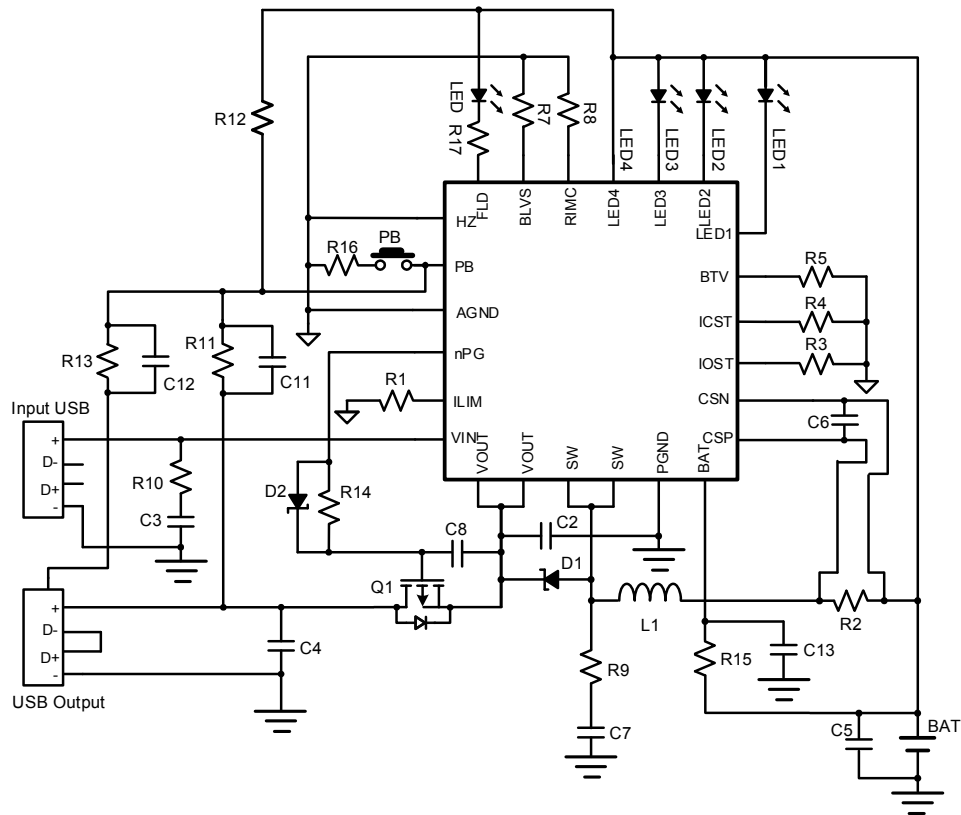 R12
LED
R17
R7
R8
LED4
LED3
LED2
LED1
FLD
BLVS
RIMC
LED4
LED3
LED2
LED1
HZ
PB
AGND
nPG
ILIM
VIN
BTV
ICST
IOST
CSN
CSP
VOUT
VOUT
SW
SW
PGND
BAT
R16
PB
R5
R4
R3
R13
C12
R11
C11
R1
C6
Input USB
+
D-
D+
-
R10
C3
D2
R14
C8
C2
D1
Q1
L1
R2
+
D-
D+
-
USB Output
C4
R9
C7
R15
C13
C5
BAT